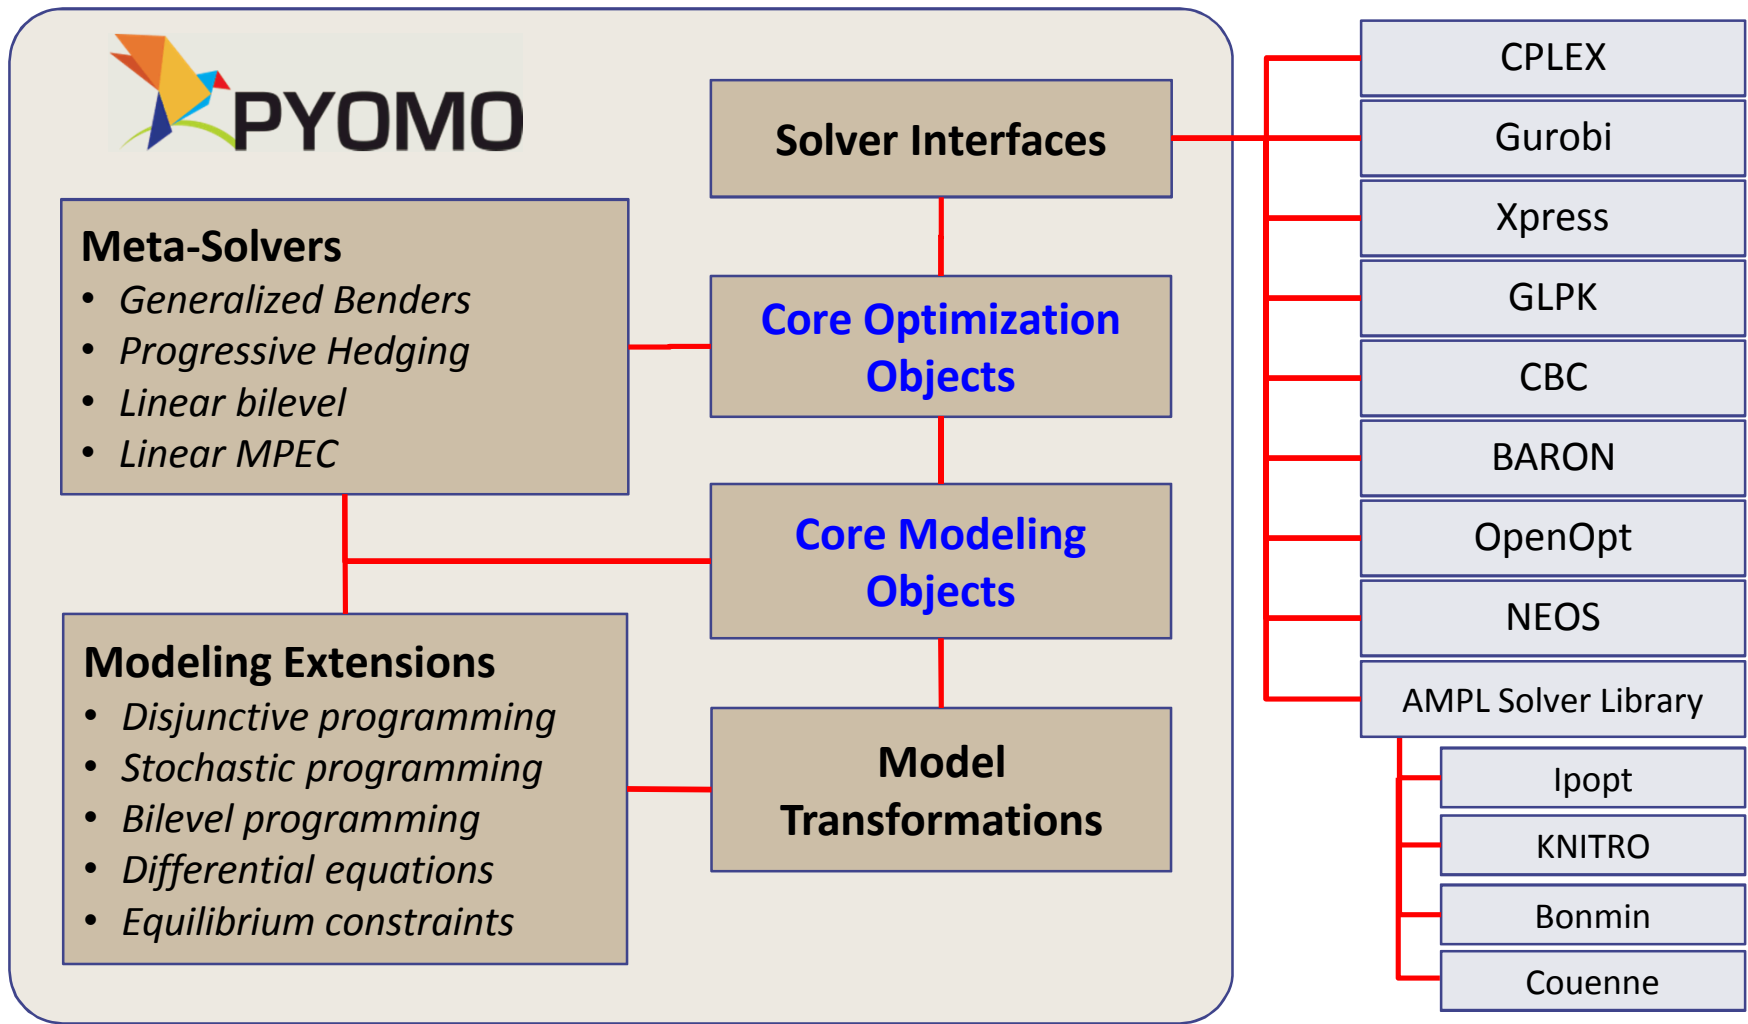 PYOMO
Solver Interfaces
Meta-Solvers
• Generalized Benders
• Progressive Hedging
• Linear bilevel
• Linear MPEC
Core Optimization
Objects
Core Modeling
Objects
Modeling Extensions
• Disjunctive programming
• Stochastic programming
• Bilevel programming
• Differential equations
• Equilibrium constraints
Model
Transformations
CPLEX
Gurobi
Xpress
GLPK
CBC
BARON
OpenOpt
NEOS
AMPL Solver Library
Ipopt
KNITRO
Bonmin
Couenne